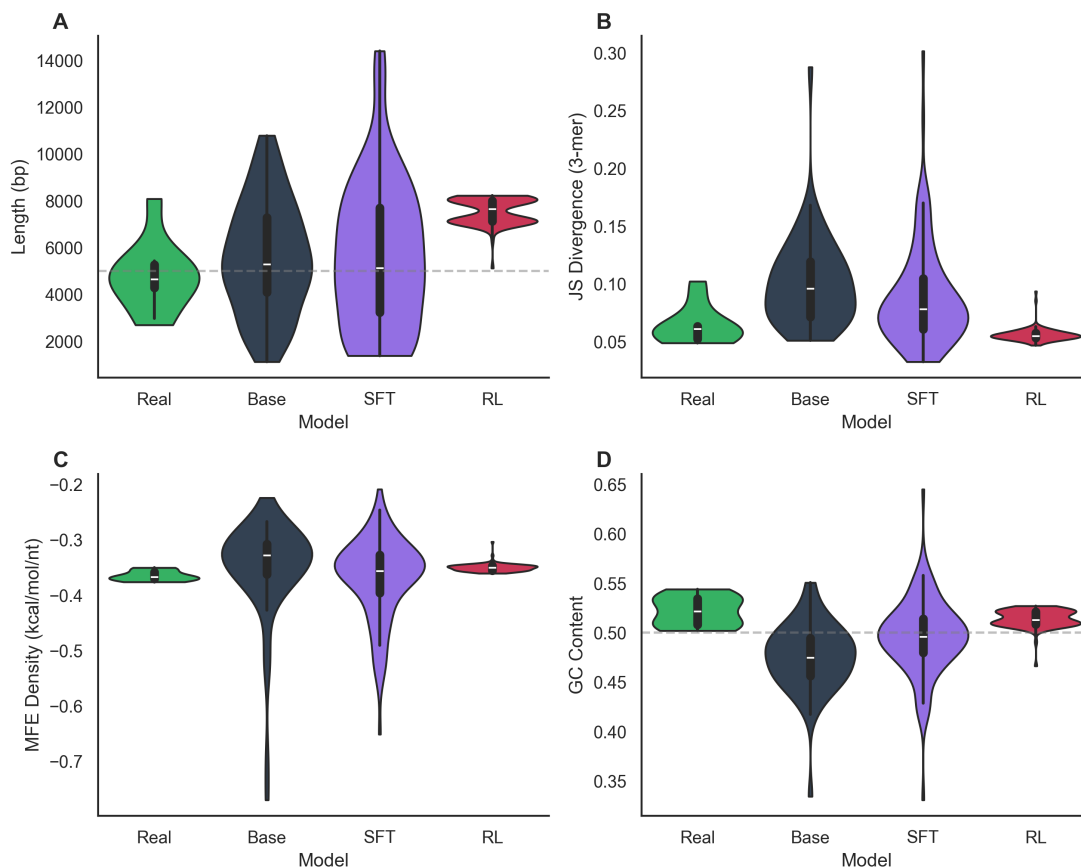 A
Length (bp)
14000
12000
10000
8000
6000
4000
2000
Real Base SFT RL
Model
B
JS Divergence (3-mer)
0.30
0.25
0.20
0.15
0.10
0.05
Real Base SFT RL
Model
C
MFE Density (kcal/mol/nt)
−0.2
−0.3
−0.4
−0.5
−0.6
−0.7
Real Base SFT RL
Model
D
GC Content
0.65
0.60
0.55
0.50
0.45
0.40
0.35
Real Base SFT RL
Model